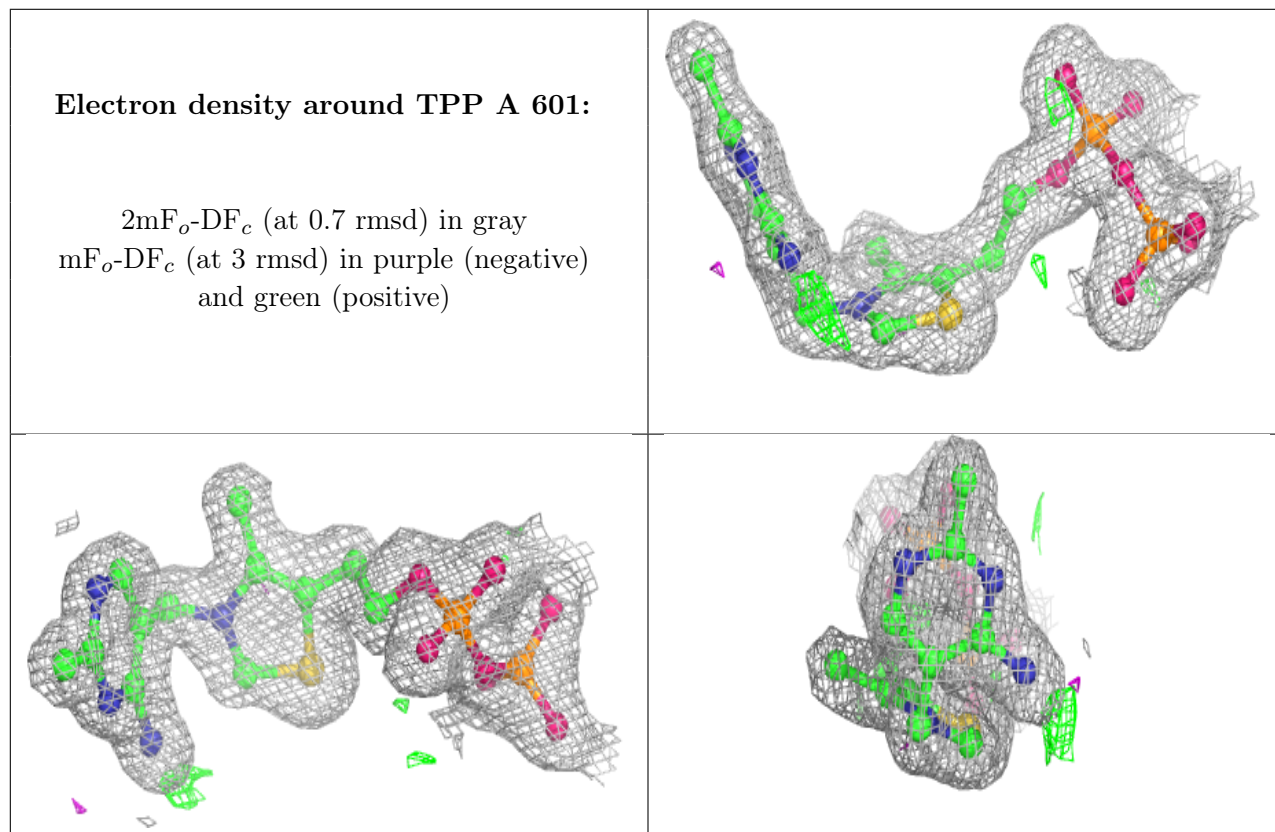 Electron density around TPP A 601:
2mFo-DFc (at 0.7 rmsd) in gray
mFo-DFc (at 3 rmsd) in purple (negative)
and green (positive)